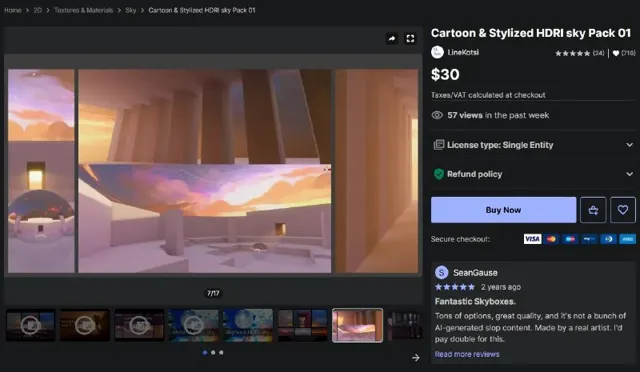 Home > 2D > Textures & Materials > Sky > Cartoon & Stylized HDRI sky Pack 01
Cartoon & Stylized HDRI sky Pack 01
LineKotsi
(24) | (710)
$30
Taxes/VAT calculated at checkout
57 views in the past week
License type: Single Entity
Refund policy
Buy Now
Secure checkout:
VISA
7/17
S SeanGause
2 years ago
Fantastic Skyboxes.
Tons of options, great quality, and it's not a bunch of
AI-generated slop content. Made by a real artist. I'd
pay double for this.
Read more reviews